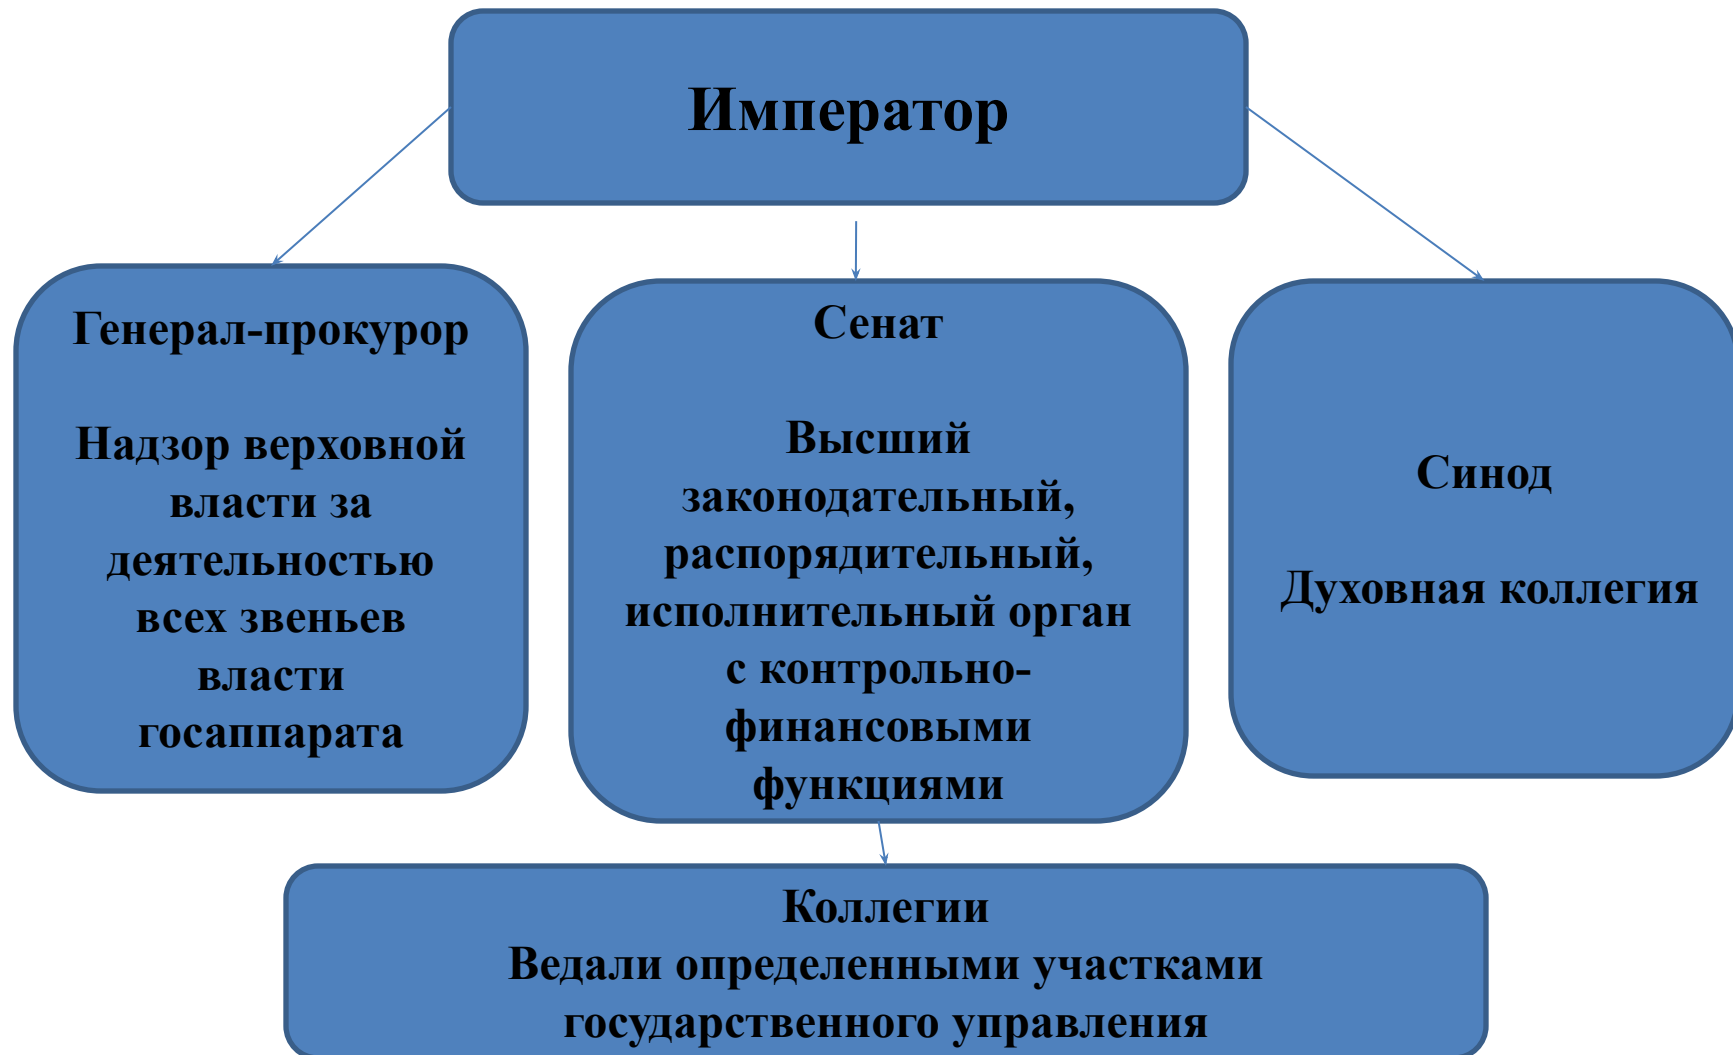 Император
Генерал-прокурор
Надзор верховной
власти за
деятельностью
всех звеньев
власти
госаппарата
Сенат
Высший
законодательный,
распорядительный,
исполнительный орган
с контрольно-
финансовыми
функциями
Синод
Духовная коллегия
Коллегии
Ведали определенными участками
государственного управления